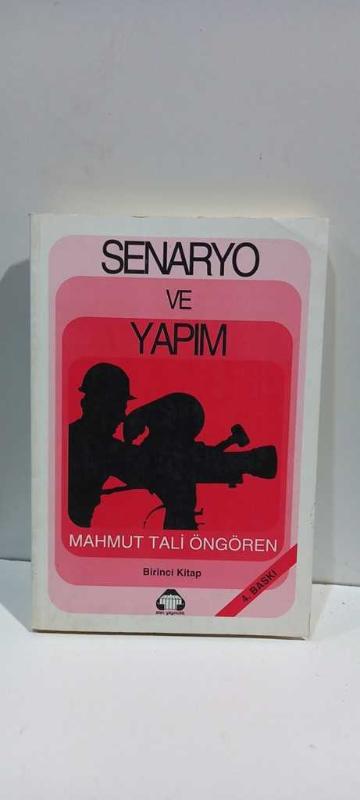 SENARYO
VE
YAPIM
MAHMUT TALİ ÖNGÖREN
Birinci Kitap
4. BASKI